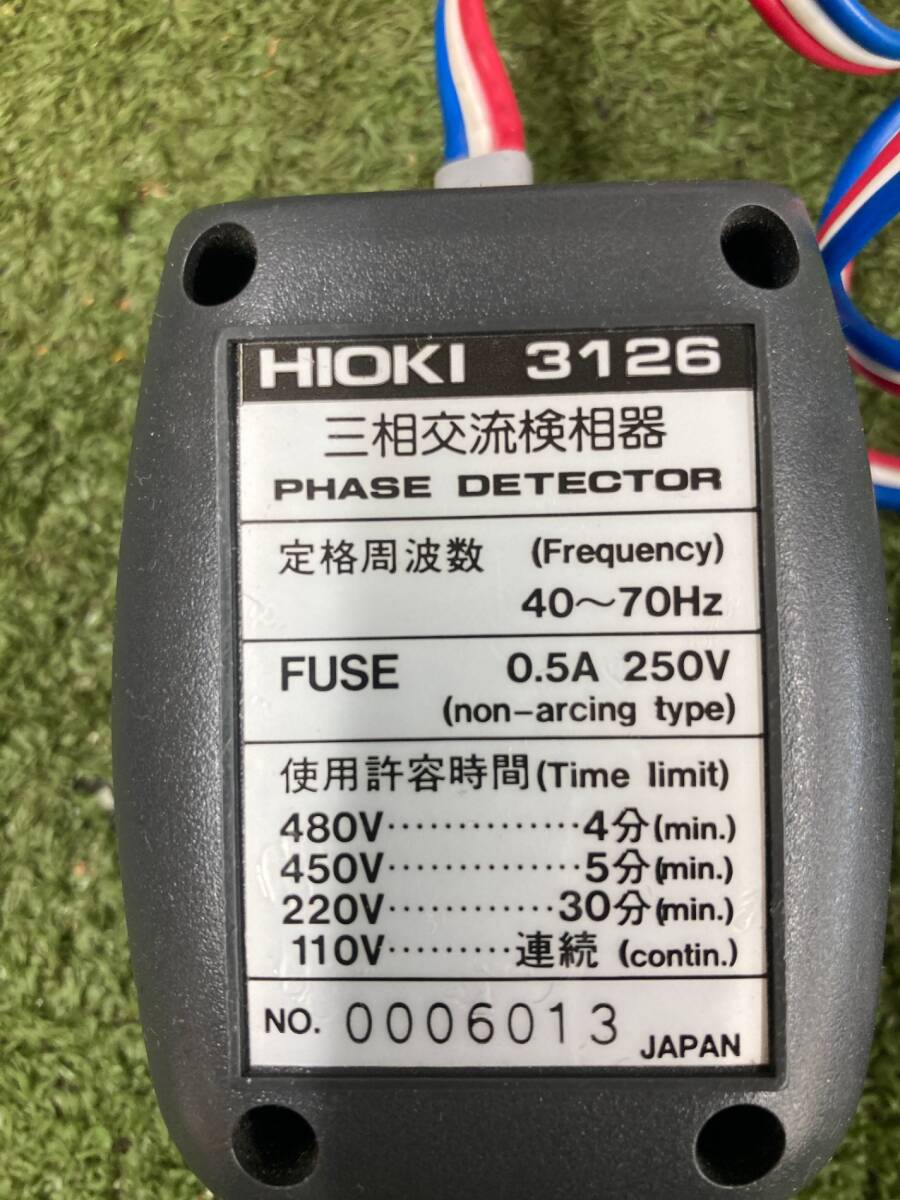 HIOKI 3126
三相交流検相器
PHASE DETECTOR
定格周波数 (Frequency)
40～70Hz
FUSE 0.5A 250V
(non-arcing type)
使用許容時間(Time limit)
480V··············4分(min.)
450V··············5分(min.)
220V············30分(min.)
110V·········連続 (contin.)
NO. 0006013 JAPAN